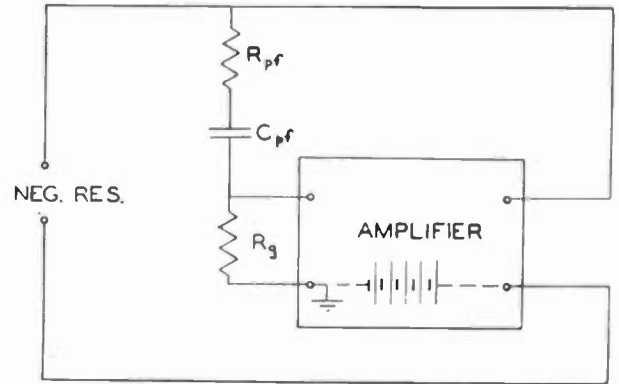 R_pf
C_pf
NEG. RES.
R_g
AMPLIFIER